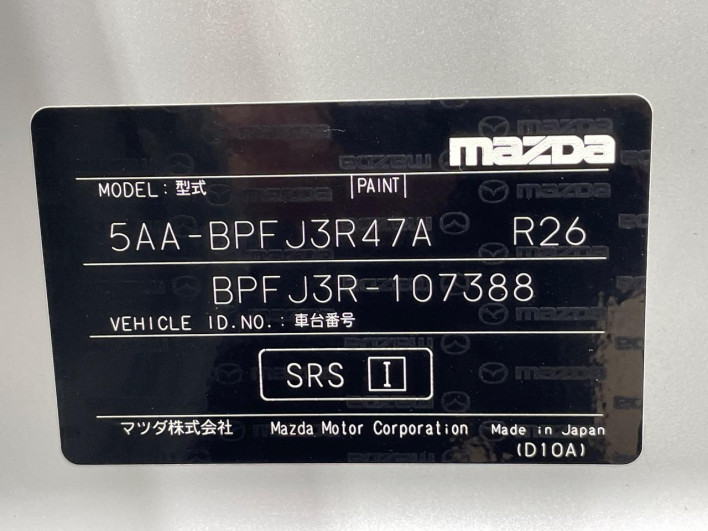 mazda
MODEL:型式 PAINT
5AA-BPFJ3R47A R26
BPFJ3R-107388
VEHICLE ID.NO.:車台番号
SRS I
マツダ株式会社 Mazda Motor Corporation Made in Japan
(D10A)